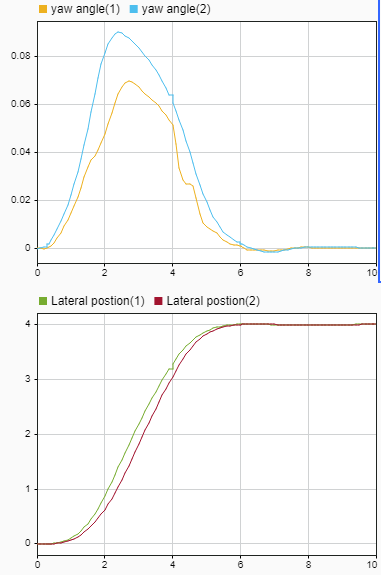 yaw angle(1) yaw angle(2)
0.08
0.06
0.04
0.02
0
0 2 4 6 8 10
Lateral postion(1) Lateral postion(2)
4
3
2
1
0
0 2 4 6 8 10